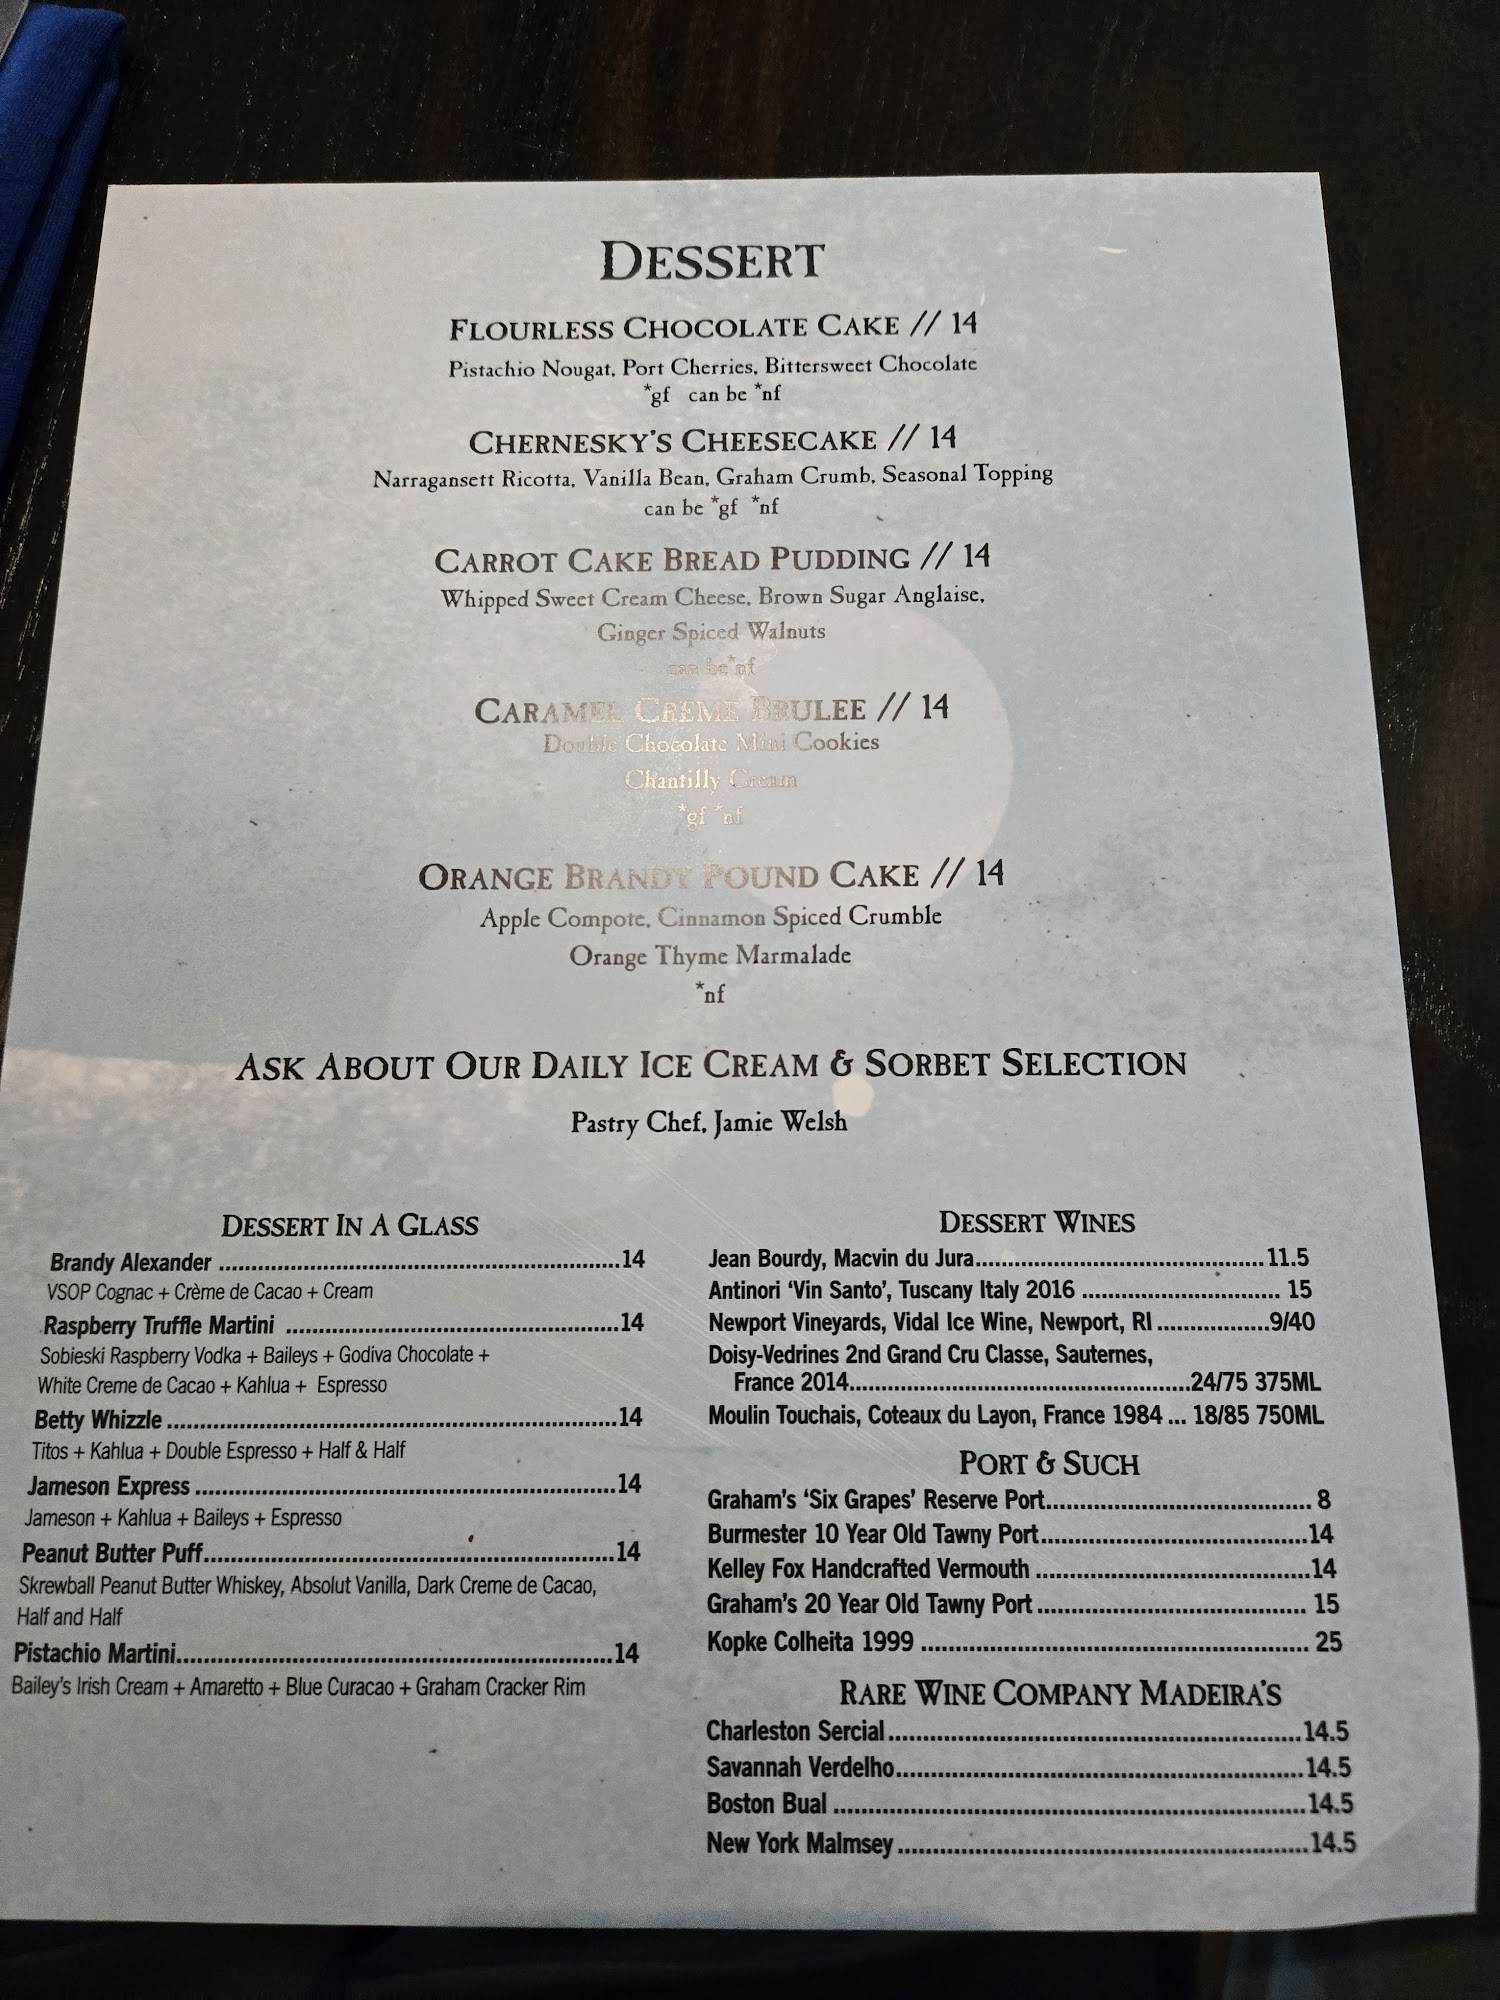 DESSERT
FLOURLESS CHOCOLATE CAKE // 14
Pistachio Nougat, Port Cherries, Bittersweet Chocolate
*gf can be *nf
CHERNESKY'S CHEESECAKE // 14
Narragansett Ricotta, Vanilla Bean, Graham Crumb, Seasonal Topping
can be *gf *nf
CARROT CAKE BREAD PUDDING // 14
Whipped Sweet Cream Cheese, Brown Sugar Anglaise,
Ginger Spiced Walnuts
can be *nf
CARAMEL CREME BRULEE // 14
Double Chocolate Mini Cookies
Chantilly Cream
*gf *nf
ORANGE BRANDY POUND CAKE // 14
Apple Compote, Cinnamon Spiced Crumble
Orange Thyme Marmalade
*nf
ASK ABOUT OUR DAILY ICE CREAM & SORBET SELECTION
Pastry Chef, Jamie Welsh
DESSERT IN A GLASS
Brandy Alexander ...............14
VSOP Cognac + Crème de Cacao + Cream
Raspberry Truffle Martini ...............14
Sobieski Raspberry Vodka + Baileys + Godiva Chocolate +
White Creme de Cacao + Kahlua + Espresso
Betty Whizzle ...............14
Titos + Kahlua + Double Espresso + Half & Half
Jameson Express ...............14
Jameson + Kahlua + Baileys + Espresso
Peanut Butter Puff...............14
Skrewball Peanut Butter Whiskey, Absolut Vanilla, Dark Creme de Cacao,
Half and Half
Pistachio Martini...............14
Bailey's Irish Cream + Amaretto + Blue Curacao + Graham Cracker Rim
DESSERT WINES
Jean Bourdy, Macvin du Jura...............11.5
Antinori 'Vin Santo', Tuscany Italy 2016 ............... 15
Newport Vineyards, Vidal Ice Wine, Newport, RI...............9/40
Doisy-Vedrines 2nd Grand Cru Classe, Sauternes,
France 2014...............24/75 375ML
Moulin Touchais, Coteaux du Layon, France 1984 ... 18/85 750ML
PORT & SUCH
Graham's 'Six Grapes' Reserve Port............... 8
Burmester 10 Year Old Tawny Port...............14
Kelley Fox Handcrafted Vermouth ...............14
Graham's 20 Year Old Tawny Port ............... 15
Kopke Colheita 1999 ............... 25
RARE WINE COMPANY MADEIRA'S
Charleston Sercial...............14.5
Savannah Verdelho...............14.5
Boston Bual ...............14.5
New York Malmsey...............14.5